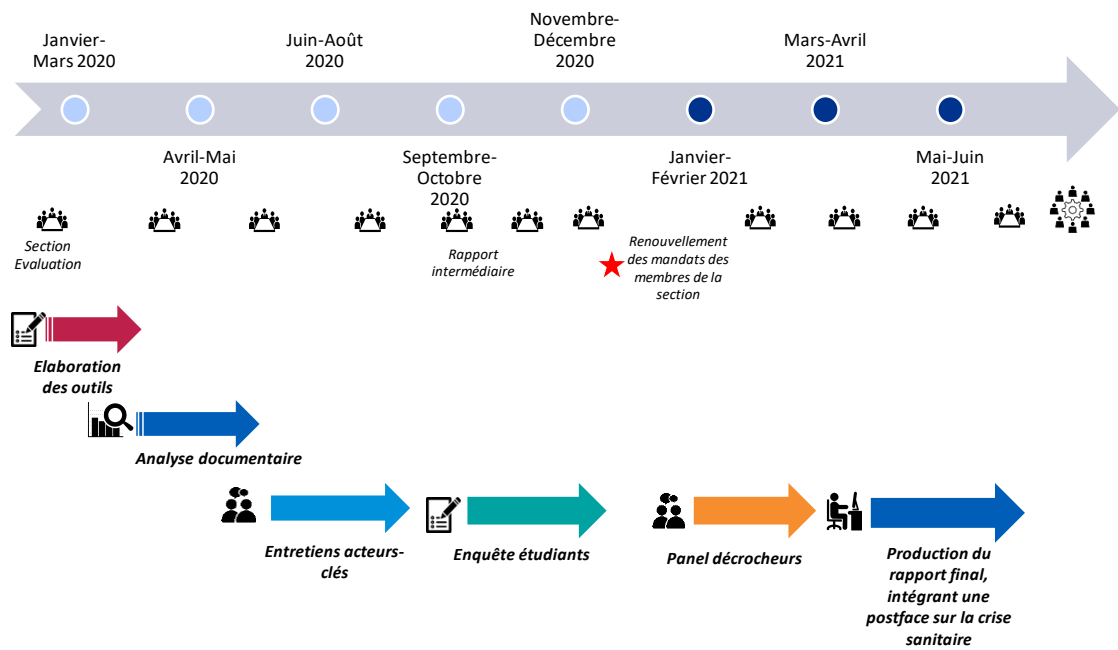 Janvier-
Mars 2020
Juin-Août
2020
Novembre-
Décembre
2020
Mars-Avril
2021
Avril-Mai
2020
Septembre-
Octobre
2020
Janvier-
Février 2021
Mai-Juin
2021
Section
Evaluation
Rapport
intermédiaire
Renouvellement
des mandats des
membres de la
section
Elaboration
des outils
Analyse documentaire
Entretiens acteurs-
clés
Enquête étudiants
Panel décrocheurs
Production du
rapport final,
intégrant une
postface sur la crise
sanitaire